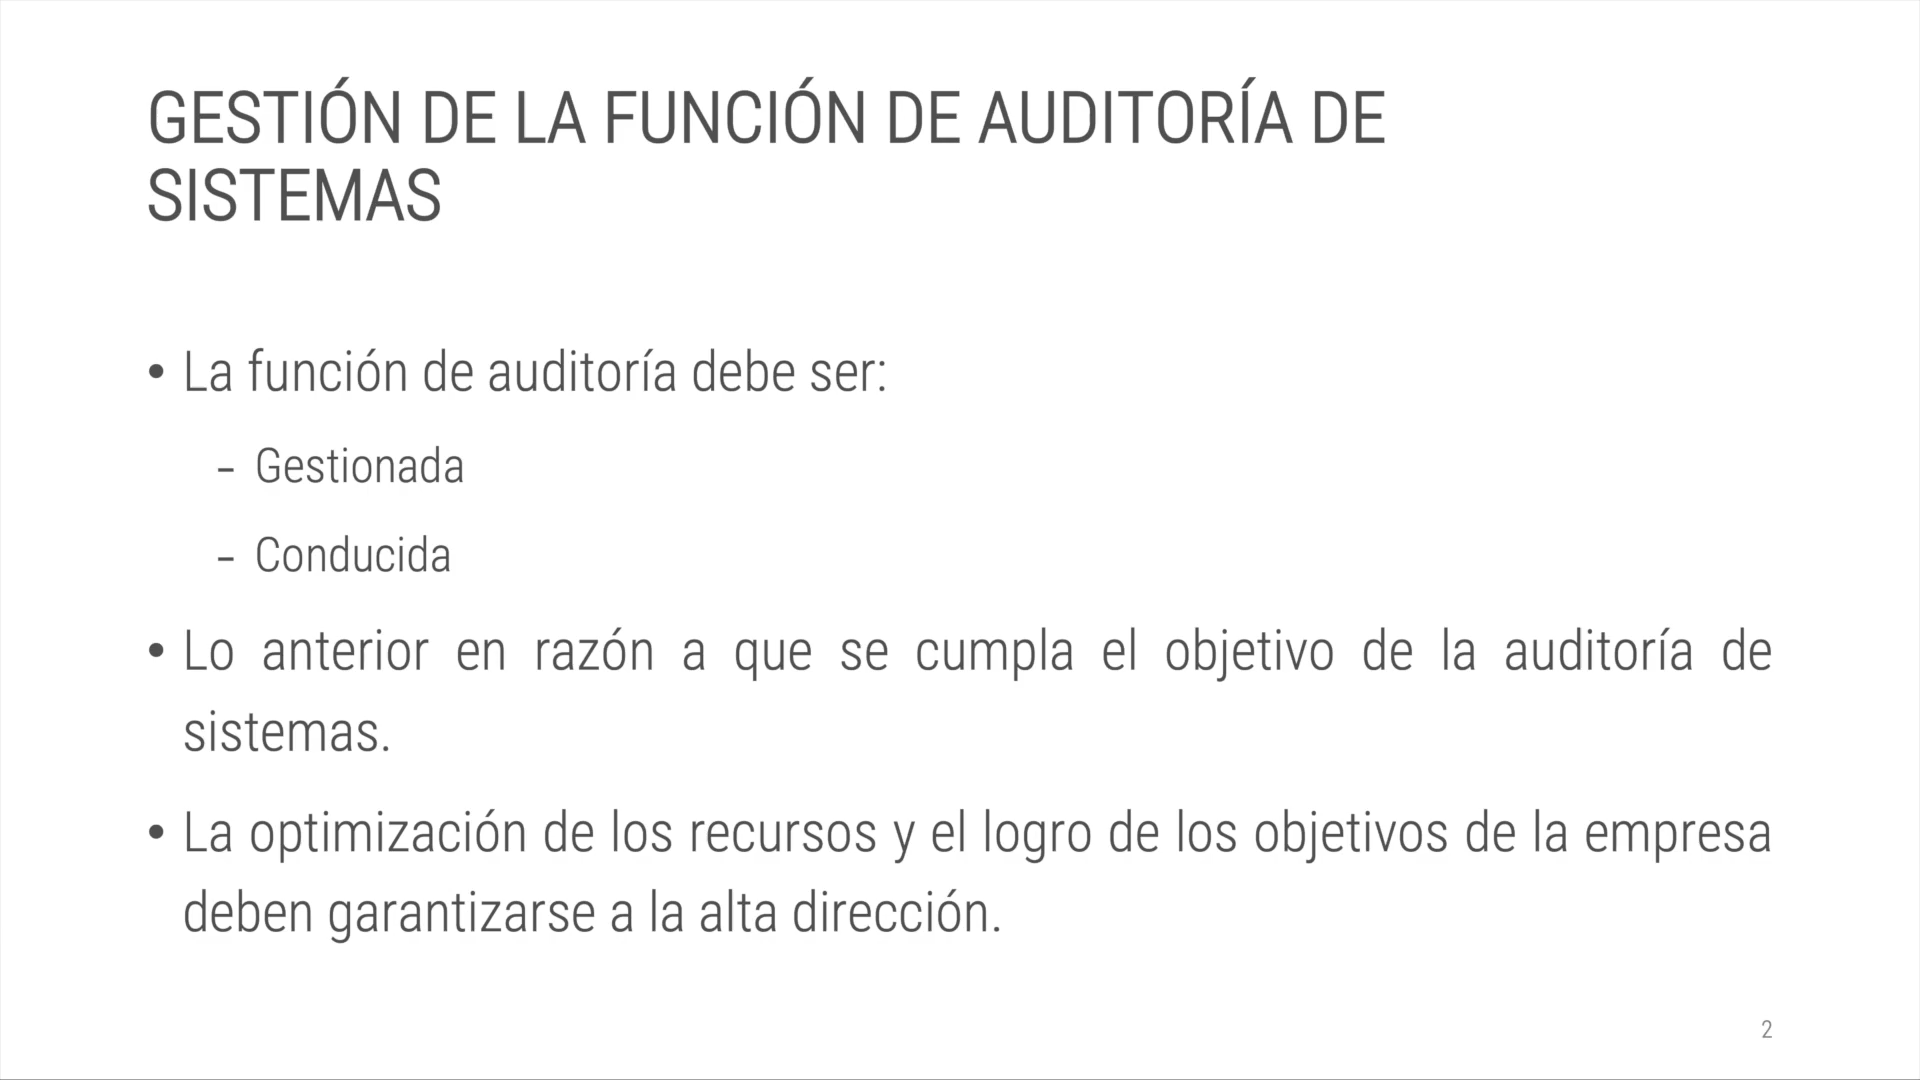 GESTIÓN DE LA FUNCIÓN DE AUDITORÍA DE
SISTEMAS
• La función de auditoría debe ser:
– Gestionada
– Conducida
• Lo anterior en razón a que se cumpla el objetivo de la auditoría de
sistemas.
• La optimización de los recursos y el logro de los objetivos de la empresa
deben garantizarse a la alta dirección.
2